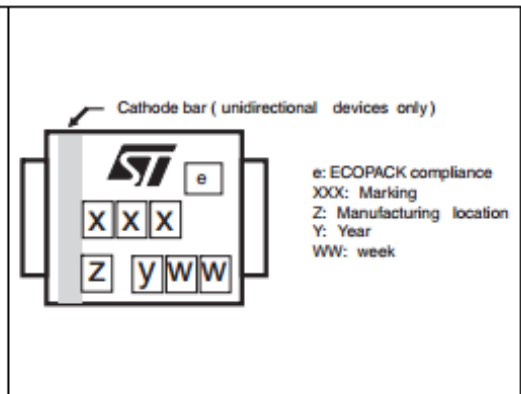 Cathode bar ( unidirectional devices only )
ST e
e: ECOPACK compliance
XXX: Marking
X X X
Z: Manufacturing location
Y: Year
WW: week
Z y W W